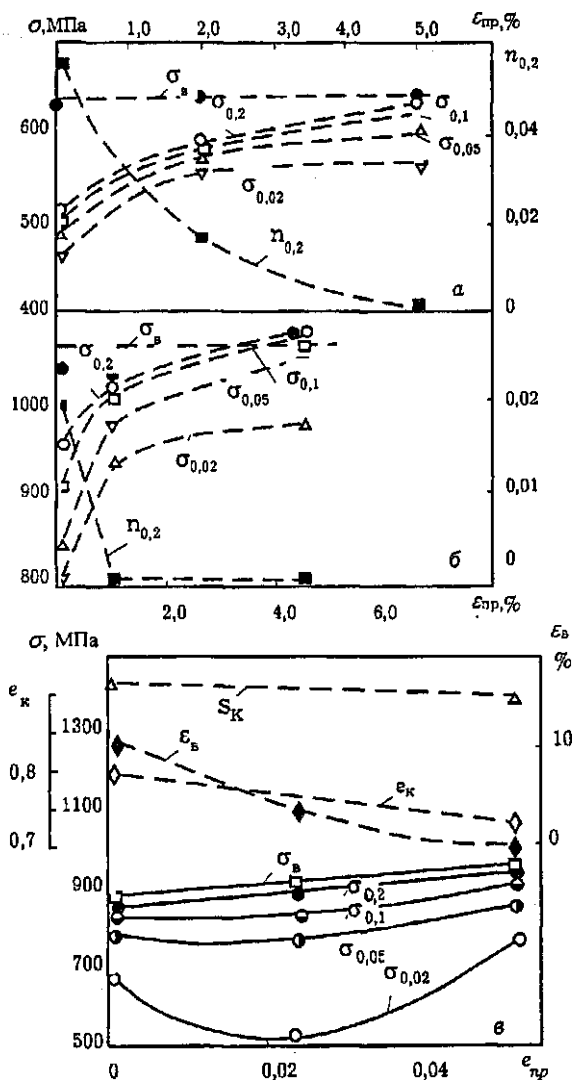 σ, МПа 1,0 2,0 3,0 4,0 5,0 εпр, % n0,2
σв
σ0,2 σ0,1
600
0,04
σ0,05
σ0,02
500
0,02
n0,2
400 а 0
σв
σ0,2
σ0,1
1000 σ0,05 0,02
σ0,02
900 0,01
n0,2
0
б
800
2,0 6,0 εпр, %
σ, МПа εв %
eк
Sк
1300
εв 10
0,8
1100 eк
0,7 0
σв
900 σ0,2
σ0,1
σ0,05 σ0,02
700
500 в
0 0,02 0,04 eпр